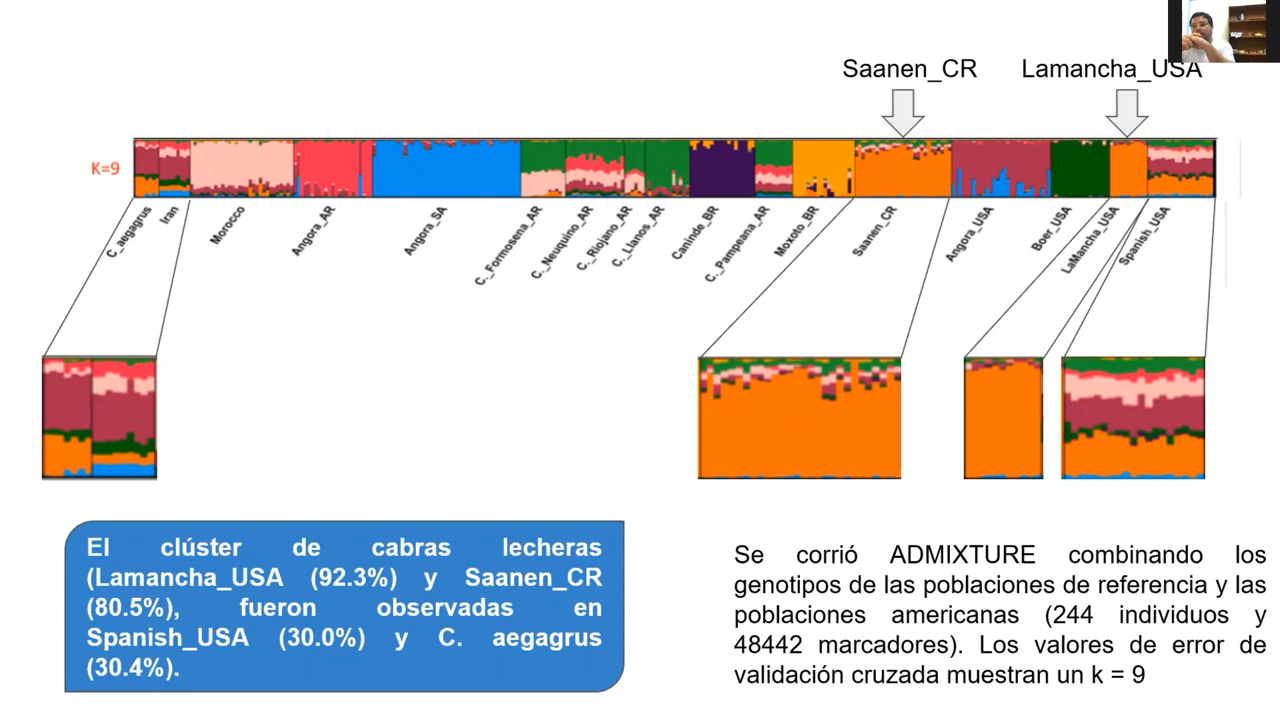 Saanen_CR
Lamancha_USA
K=9
C_aegagrus
Iran
Morocco
Angora_AR
Angora_SA
C._Formosena_AR
C._Neuquino_AR
C._Riojano_AR
C._Llanos_AR
Caninde_BR
C._Pampeana_AR
Moxoto_BR
Saanen_CR
Angora_USA
Boer_USA
LaMancha_USA
Spanish_USA
El clúster de cabras lecheras
(Lamancha_USA (92.3%) y Saanen_CR
(80.5%), fueron observadas en
Spanish_USA (30.0%) y C. aegagrus
(30.4%).
Se corrió ADMIXTURE combinando los
genotipos de las poblaciones de referencia y las
poblaciones americanas (244 individuos y
48442 marcadores). Los valores de error de
validación cruzada muestran un k = 9